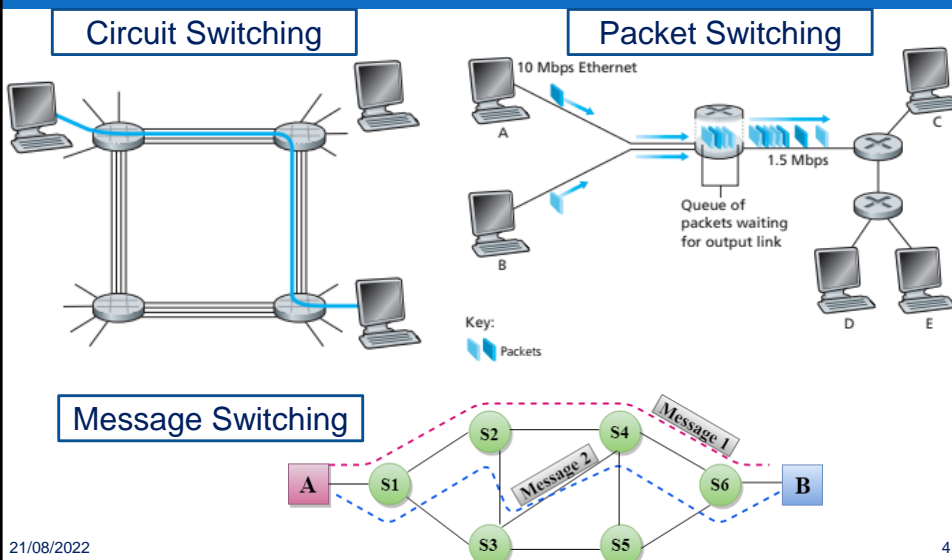 Circuit Switching
Packet Switching
10 Mbps Ethernet
A
B
1.5 Mbps
Queue of
packets waiting
for output link
C
D
E
Key:
Packets
Message Switching
A
S1
S2
S3
S4
S5
S6
B
Message 1
Message 2
21/08/2022
4